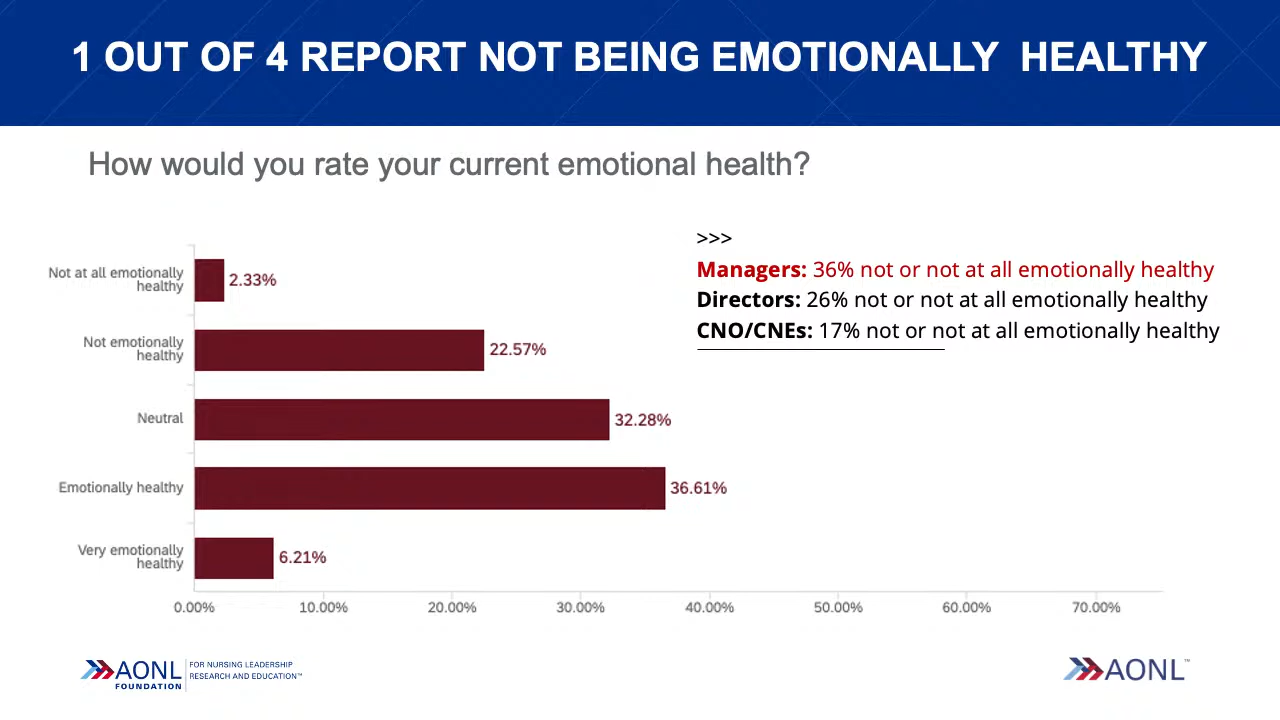 1 OUT OF 4 REPORT NOT BEING EMOTIONALLY HEALTHY
How would you rate your current emotional health?
>>>
Managers: 36% not or not at all emotionally healthy
Directors: 26% not or not at all emotionally healthy
CNO/CNEs: 17% not or not at all emotionally healthy
Not at all emotionally
healthy
2.33%
Not emotionally
healthy
22.57%
Neutral
32.28%
Emotionally healthy
36.61%
Very emotionally
healthy
6.21%
0.00% 10.00% 20.00% 30.00% 40.00% 50.00% 60.00% 70.00%
AONL
FOUNDATION
FOR NURSING LEADERSHIP
RESEARCH AND EDUCATION™
AONL™